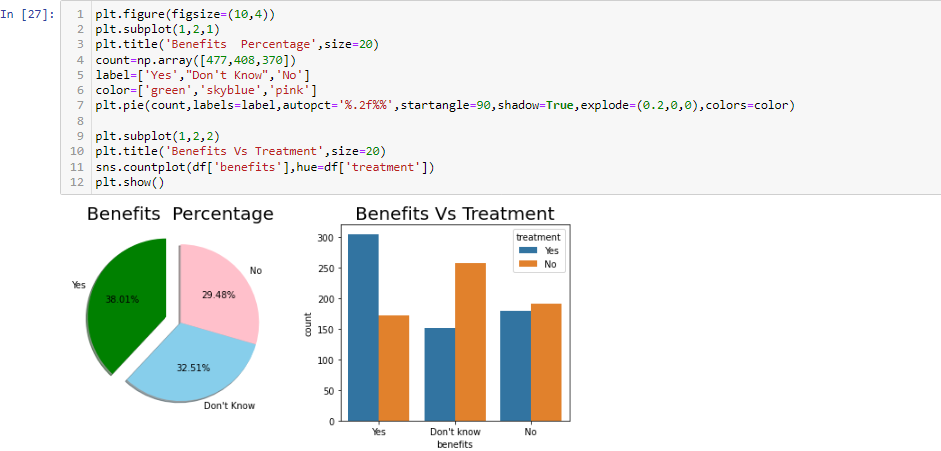 In [27]:
1 plt.figure(figsize=(10,4))
2 plt.subplot(1,2,1)
3 plt.title('Benefits  Percentage',size=20)
4 count=np.array([477,408,370])
5 label=['Yes',"Don't Know",'No']
6 color=['green','skyblue','pink']
7 plt.pie(count,labels=label,autopct='%.2f%%',startangle=90,shadow=True,explode=(0.2,0,0),colors=color)
8
9 plt.subplot(1,2,2)
10 plt.title('Benefits Vs Treatment',size=20)
11 sns.countplot(df['benefits'],hue=df['treatment'])
12 plt.show()
Benefits  Percentage
Yes
38.01%
No
29.48%
32.51%
Don't Know
Benefits Vs Treatment
treatment
Yes
No
count
300
250
200
150
100
50
0
Yes Don't know No
benefits